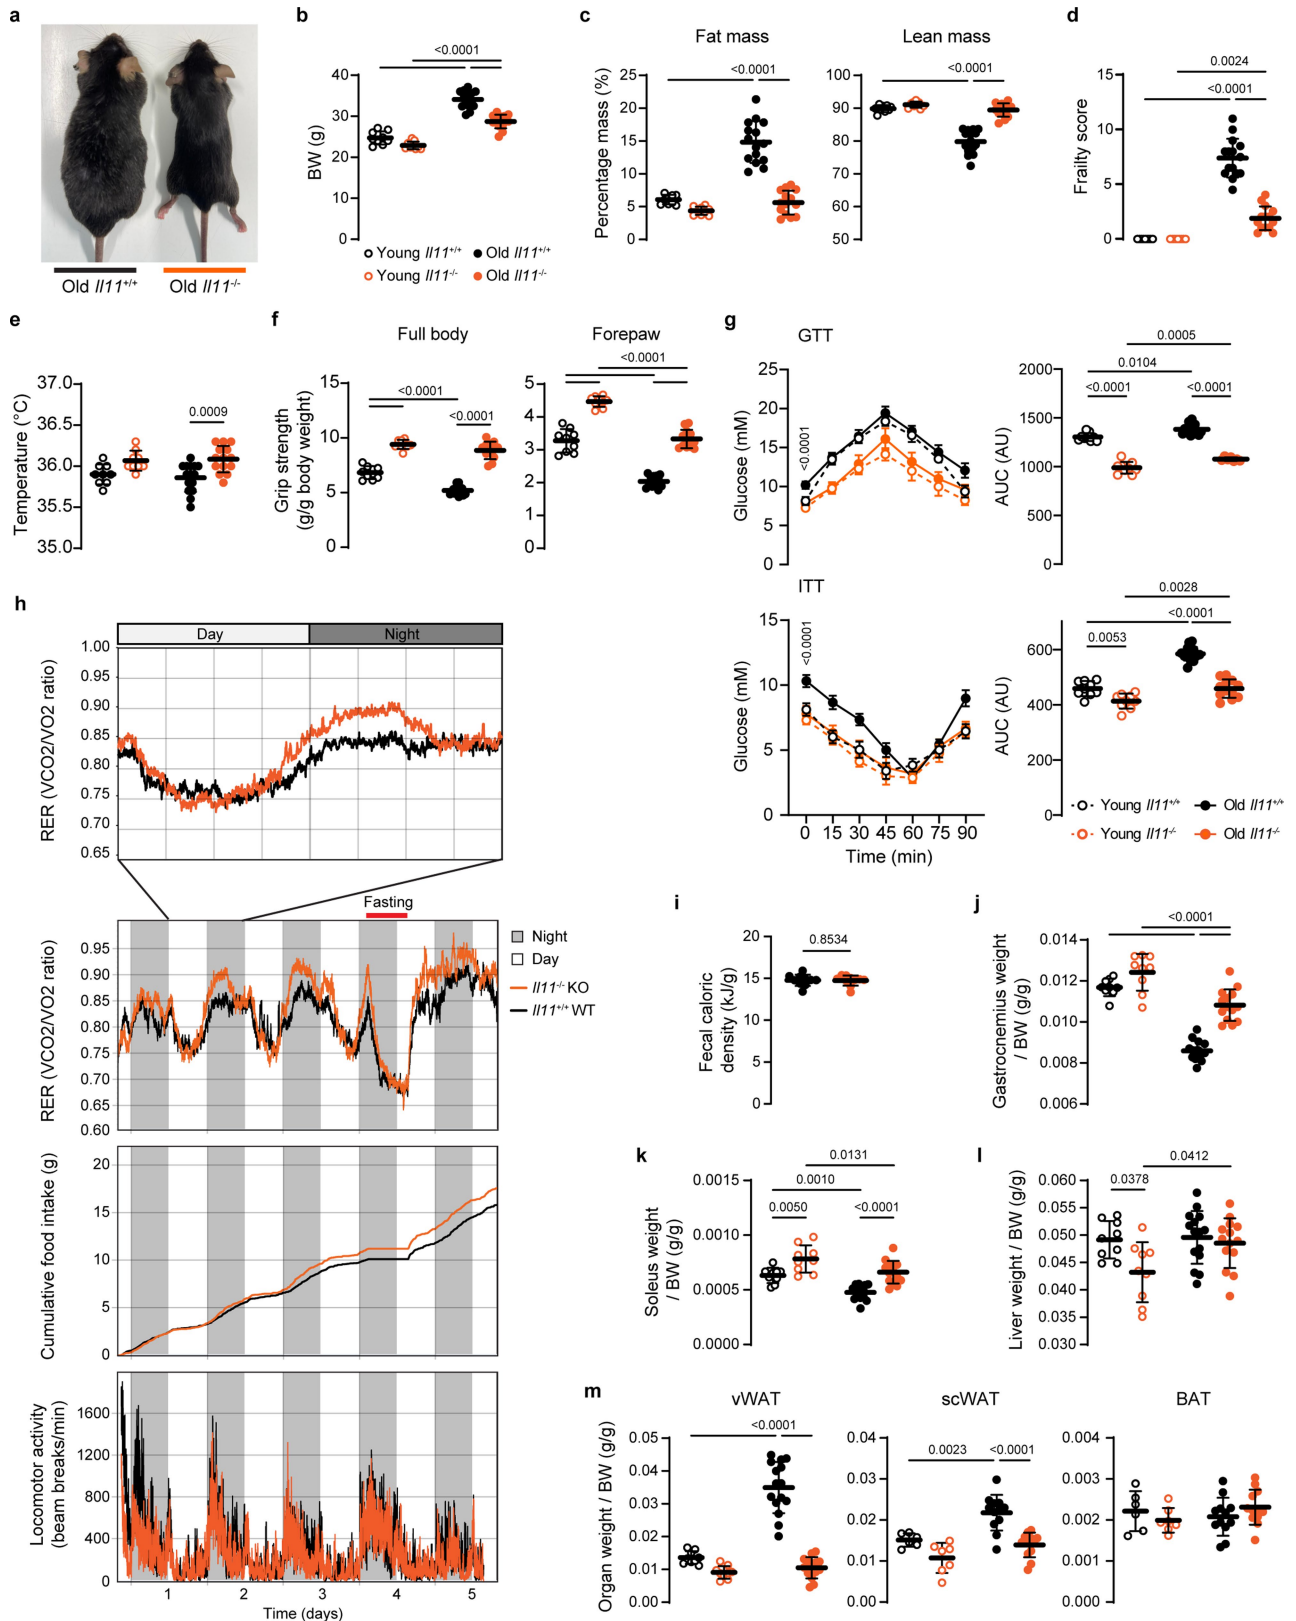 a
Old Il11+/+
Old Il11-/-
b
BW (g)
40
30
20
10
0
<0.0001
Young Il11+/+
Old Il11+/+
Young Il11-/-
Old Il11-/-
c
Fat mass
Lean mass
Percentage mass (%)
25
20
15
10
5
0
<0.0001
100
90
80
70
60
50
<0.0001
d
Frailty score
15
10
5
0
0.0024
<0.0001
e
Temperature (°C)
37.0
36.5
36.0
35.5
35.0
0.0009
f
Full body
Forepaw
Grip strength
(g/g body weight)
15
10
5
0
<0.0001
<0.0001
5
4
3
2
1
0
<0.0001
g
GTT
Glucose (mM)
25
20
15
10
5
0
<0.0001
AUC (AU)
2000
1500
1000
500
0
0.0005
0.0104
<0.0001
<0.0001
ITT
Glucose (mM)
15
10
5
0
<0.0001
0 15 30 45 60 75 90
Time (min)
AUC (AU)
600
400
200
0
0.0028
<0.0001
0.0053
Young Il11+/+
Old Il11+/+
Young Il11-/-
Old Il11-/-
h
Day
Night
RER (VCO2/VO2 ratio)
1.00
0.95
0.90
0.85
0.80
0.75
0.70
0.65
Fasting
RER (VCO2/VO2 ratio)
0.95
0.90
0.85
0.80
0.75
0.70
0.65
0.60
Night
Day
Il11-/- KO
Il11+/+ WT
Cumulative food intake (g)
20
15
10
5
0
Locomotor activity
(beam breaks/min)
1600
1200
800
400
0
1 2 3 4 5
Time (days)
i
Fecal caloric
density (kJ/g)
20
15
10
5
0
0.8534
j
Gastrocnemius weight
/ BW (g/g)
0.014
0.012
0.010
0.008
0.006
<0.0001
k
Soleus weight
/ BW (g/g)
0.0015
0.0010
0.0005
0.0000
0.0131
0.0010
0.0050
<0.0001
l
Liver weight / BW (g/g)
0.060
0.055
0.050
0.045
0.040
0.035
0.030
0.0412
0.0378
m
vWAT
scWAT
BAT
Organ weight / BW (g/g)
0.05
0.04
0.03
0.02
0.01
0.00
<0.0001
0.04
0.03
0.02
0.01
0.00
0.0023
<0.0001
0.004
0.003
0.002
0.001
0.000